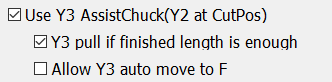 Use Y3 AssistChuck(Y2 at CutPos)
Y3 pull if finished length is enough
Allow Y3 auto move to F